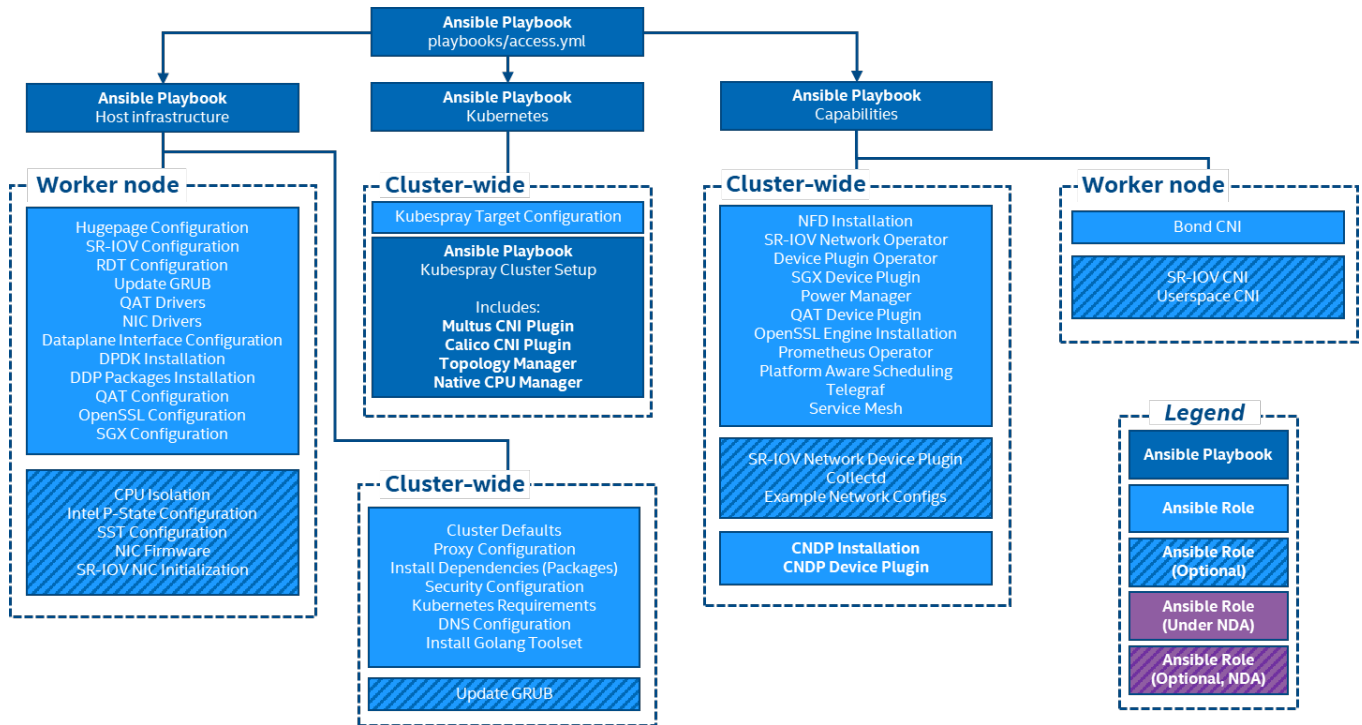 Ansible Playbook
playbooks/access.yml
Ansible Playbook
Host infrastructure
Ansible Playbook
Kubernetes
Ansible Playbook
Capabilities
Worker node
Hugepage Configuration
SR-IOV Configuration
RDT Configuration
Update GRUB
QAT Drivers
NIC Drivers
Dataplane Interface Configuration
DPDK Installation
DDP Packages Installation
QAT Configuration
OpenSSL Configuration
SGX Configuration
CPU Isolation
Intel P-State Configuration
SST Configuration
NIC Firmware
SR-IOV NIC Initialization
Cluster-wide
Kubespray Target Configuration
Ansible Playbook
Kubespray Cluster Setup
Includes:
Multus CNI Plugin
Calico CNI Plugin
Topology Manager
Native CPU Manager
Cluster-wide
Cluster Defaults
Proxy Configuration
Install Dependencies (Packages)
Security Configuration
Kubernetes Requirements
DNS Configuration
Install Golang Toolset
Update GRUB
Cluster-wide
NFD Installation
SR-IOV Network Operator
Device Plugin Operator
SGX Device Plugin
Power Manager
QAT Device Plugin
OpenSSL Engine Installation
Prometheus Operator
Platform Aware Scheduling
Telegraf
Service Mesh
SR-IOV Network Device Plugin
Collectd
Example Network Configs
CNDP Installation
CNDP Device Plugin
Worker node
Bond CNI
SR-IOV CNI
Userspace CNI
Legend
Ansible Playbook
Ansible Role
Ansible Role
(Optional)
Ansible Role
(Under NDA)
Ansible Role
(Optional, NDA)